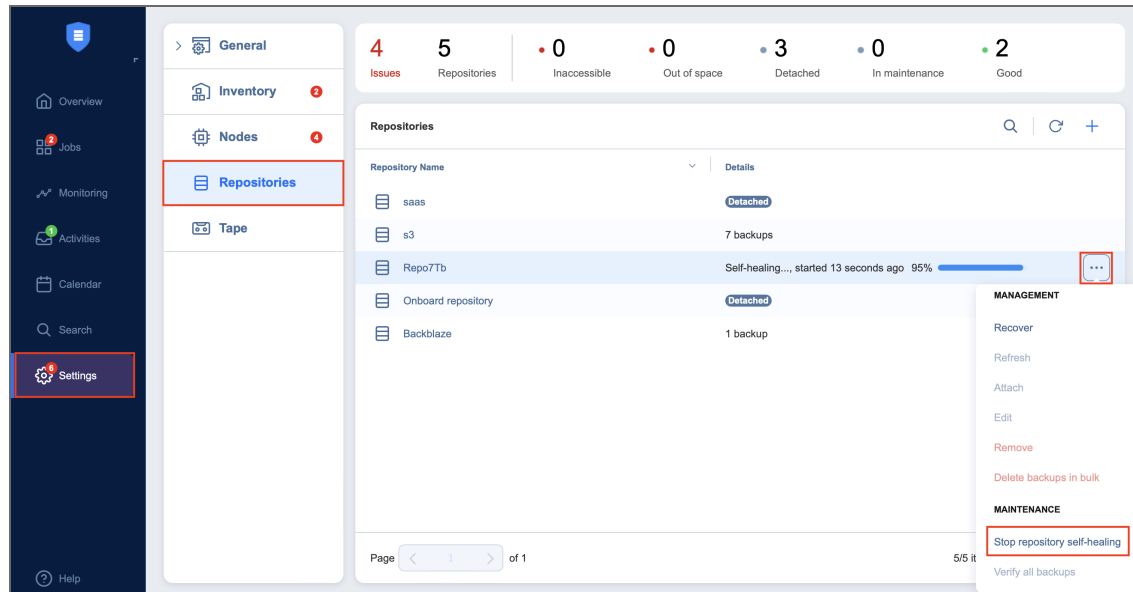 Overview
2
Jobs
Monitoring
1
Activities
Calendar
Search
6
Settings
Help
General
Inventory 2
Nodes 4
Repositories
Tape
4 5 0 0 3 0 2
Issues Repositories Inaccessible Out of space Detached In maintenance Good
Repositories
Repository Name Details
saas Detached
s3 7 backups
Repo7Tb Self-healing..., started 13 seconds ago 95%
Onboard repository Detached
Backblaze 1 backup
MANAGEMENT
Recover
Refresh
Attach
Edit
Remove
Delete backups in bulk
MAINTENANCE
Stop repository self-healing
Verify all backups
Page 1 of 1 5/5 it